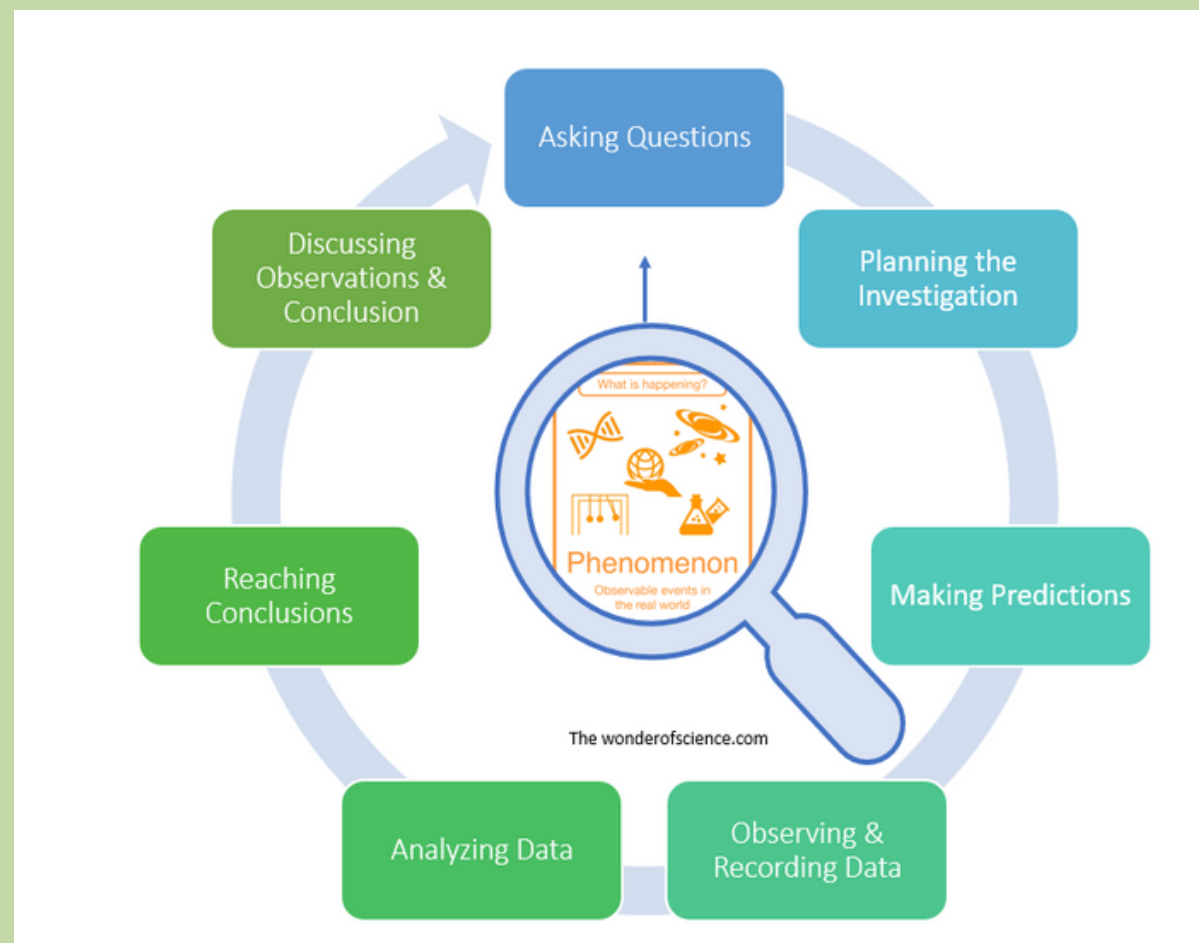 Asking Questions
Planning the
Investigation
Making Predictions
Observing &
Recording Data
Analyzing Data
Reaching
Conclusions
Discussing
Observations &
Conclusion
What is happening?
Phenomenon
Observable events in
the real world
The wonderofscience.com